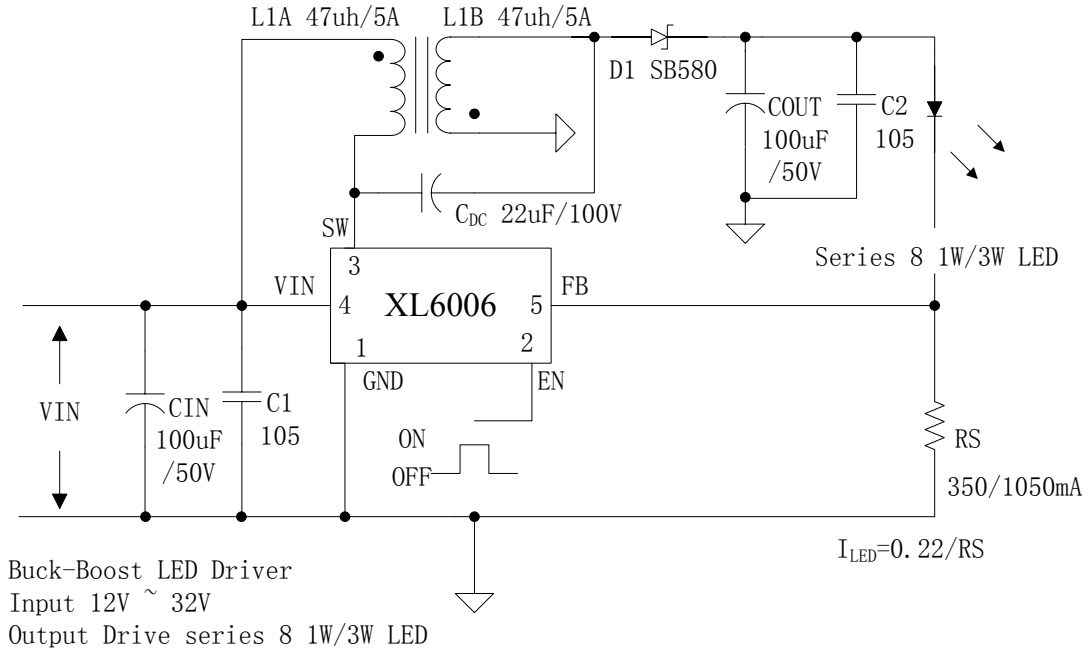 L1A 47uh/5A
L1B 47uh/5A
D1 SB580
COUT
100uF
/50V
C2
105
CDC 22uF/100V
SW
3
Series 8 1W/3W LED
VIN
4
XL6006
5
FB
1
2
GND
EN
VIN
CIN
100uF
/50V
C1
105
ON
OFF
RS
350/1050mA
ILED=0.22/RS
Buck-Boost LED Driver
Input 12V ~ 32V
Output Drive series 8 1W/3W LED